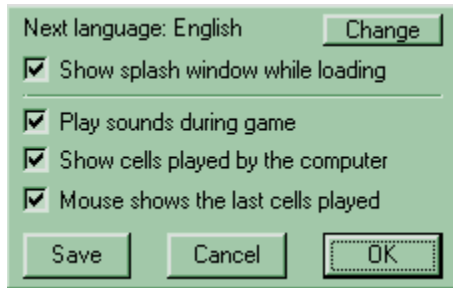 Next language: English Change
Show splash window while loading
Play sounds during game
Show cells played by the computer
Mouse shows the last cells played
Save Cancel OK